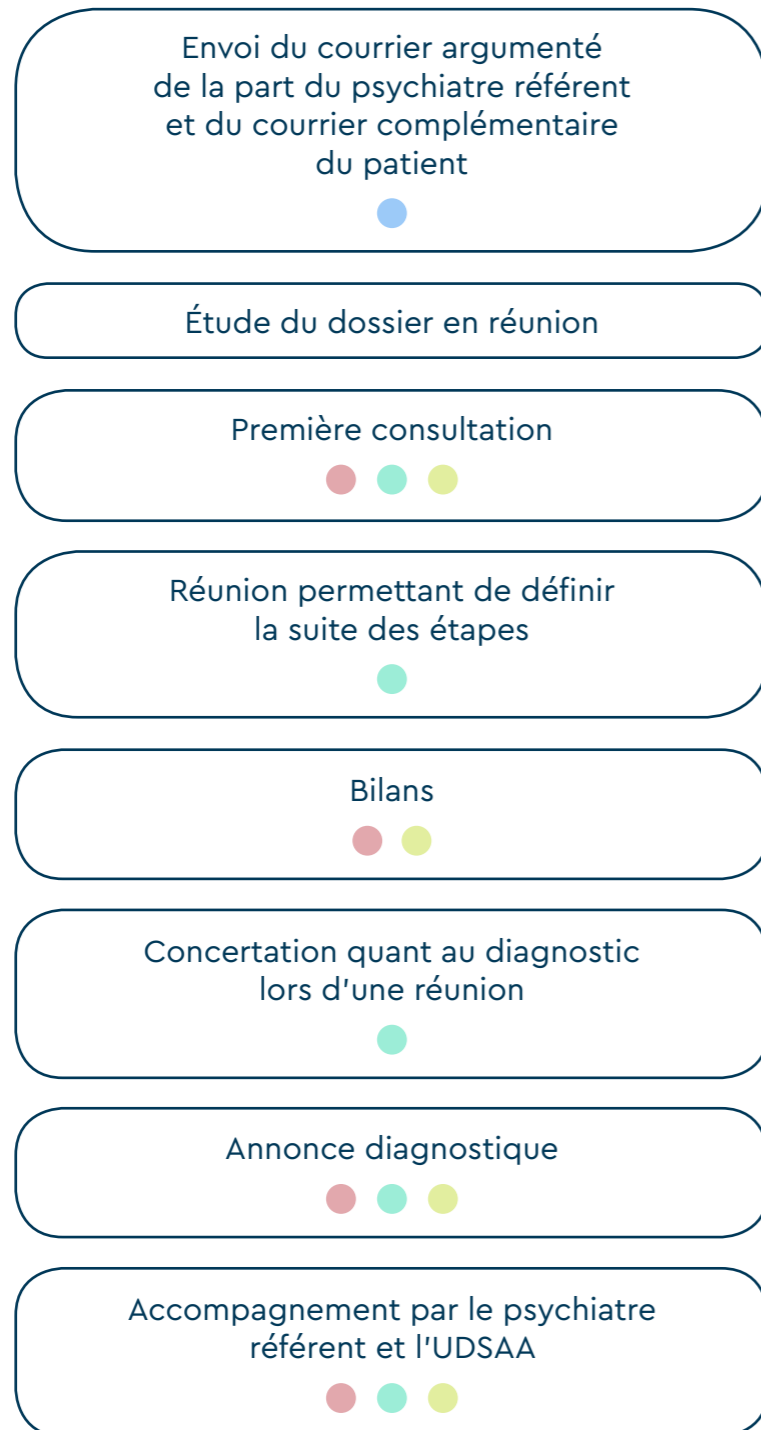 Envoi du courrier argumenté
de la part du psychiatre référent
et du courrier complémentaire
du patient
Étude du dossier en réunion
Première consultation
Réunion permettant de définir
la suite des étapes
Bilans
Concertation quant au diagnostic
lors d'une réunion
Annonce diagnostique
Accompagnement par le psychiatre
référent et l'UDSAA